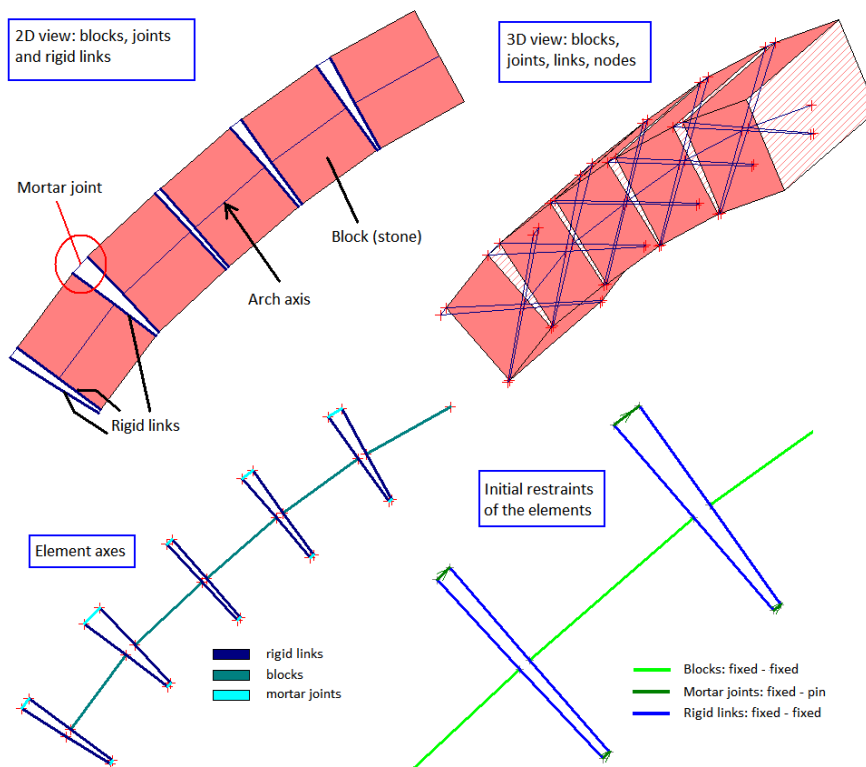 2D view: blocks, joints
and rigid links
3D view: blocks,
joints, links, nodes
Mortar joint
Block (stone)
Arch axis
Rigid links
Initial restraints
of the elements
Element axes
rigid links
blocks
mortar joints
Blocks: fixed - fixed
Mortar joints: fixed - pin
Rigid links: fixed - fixed